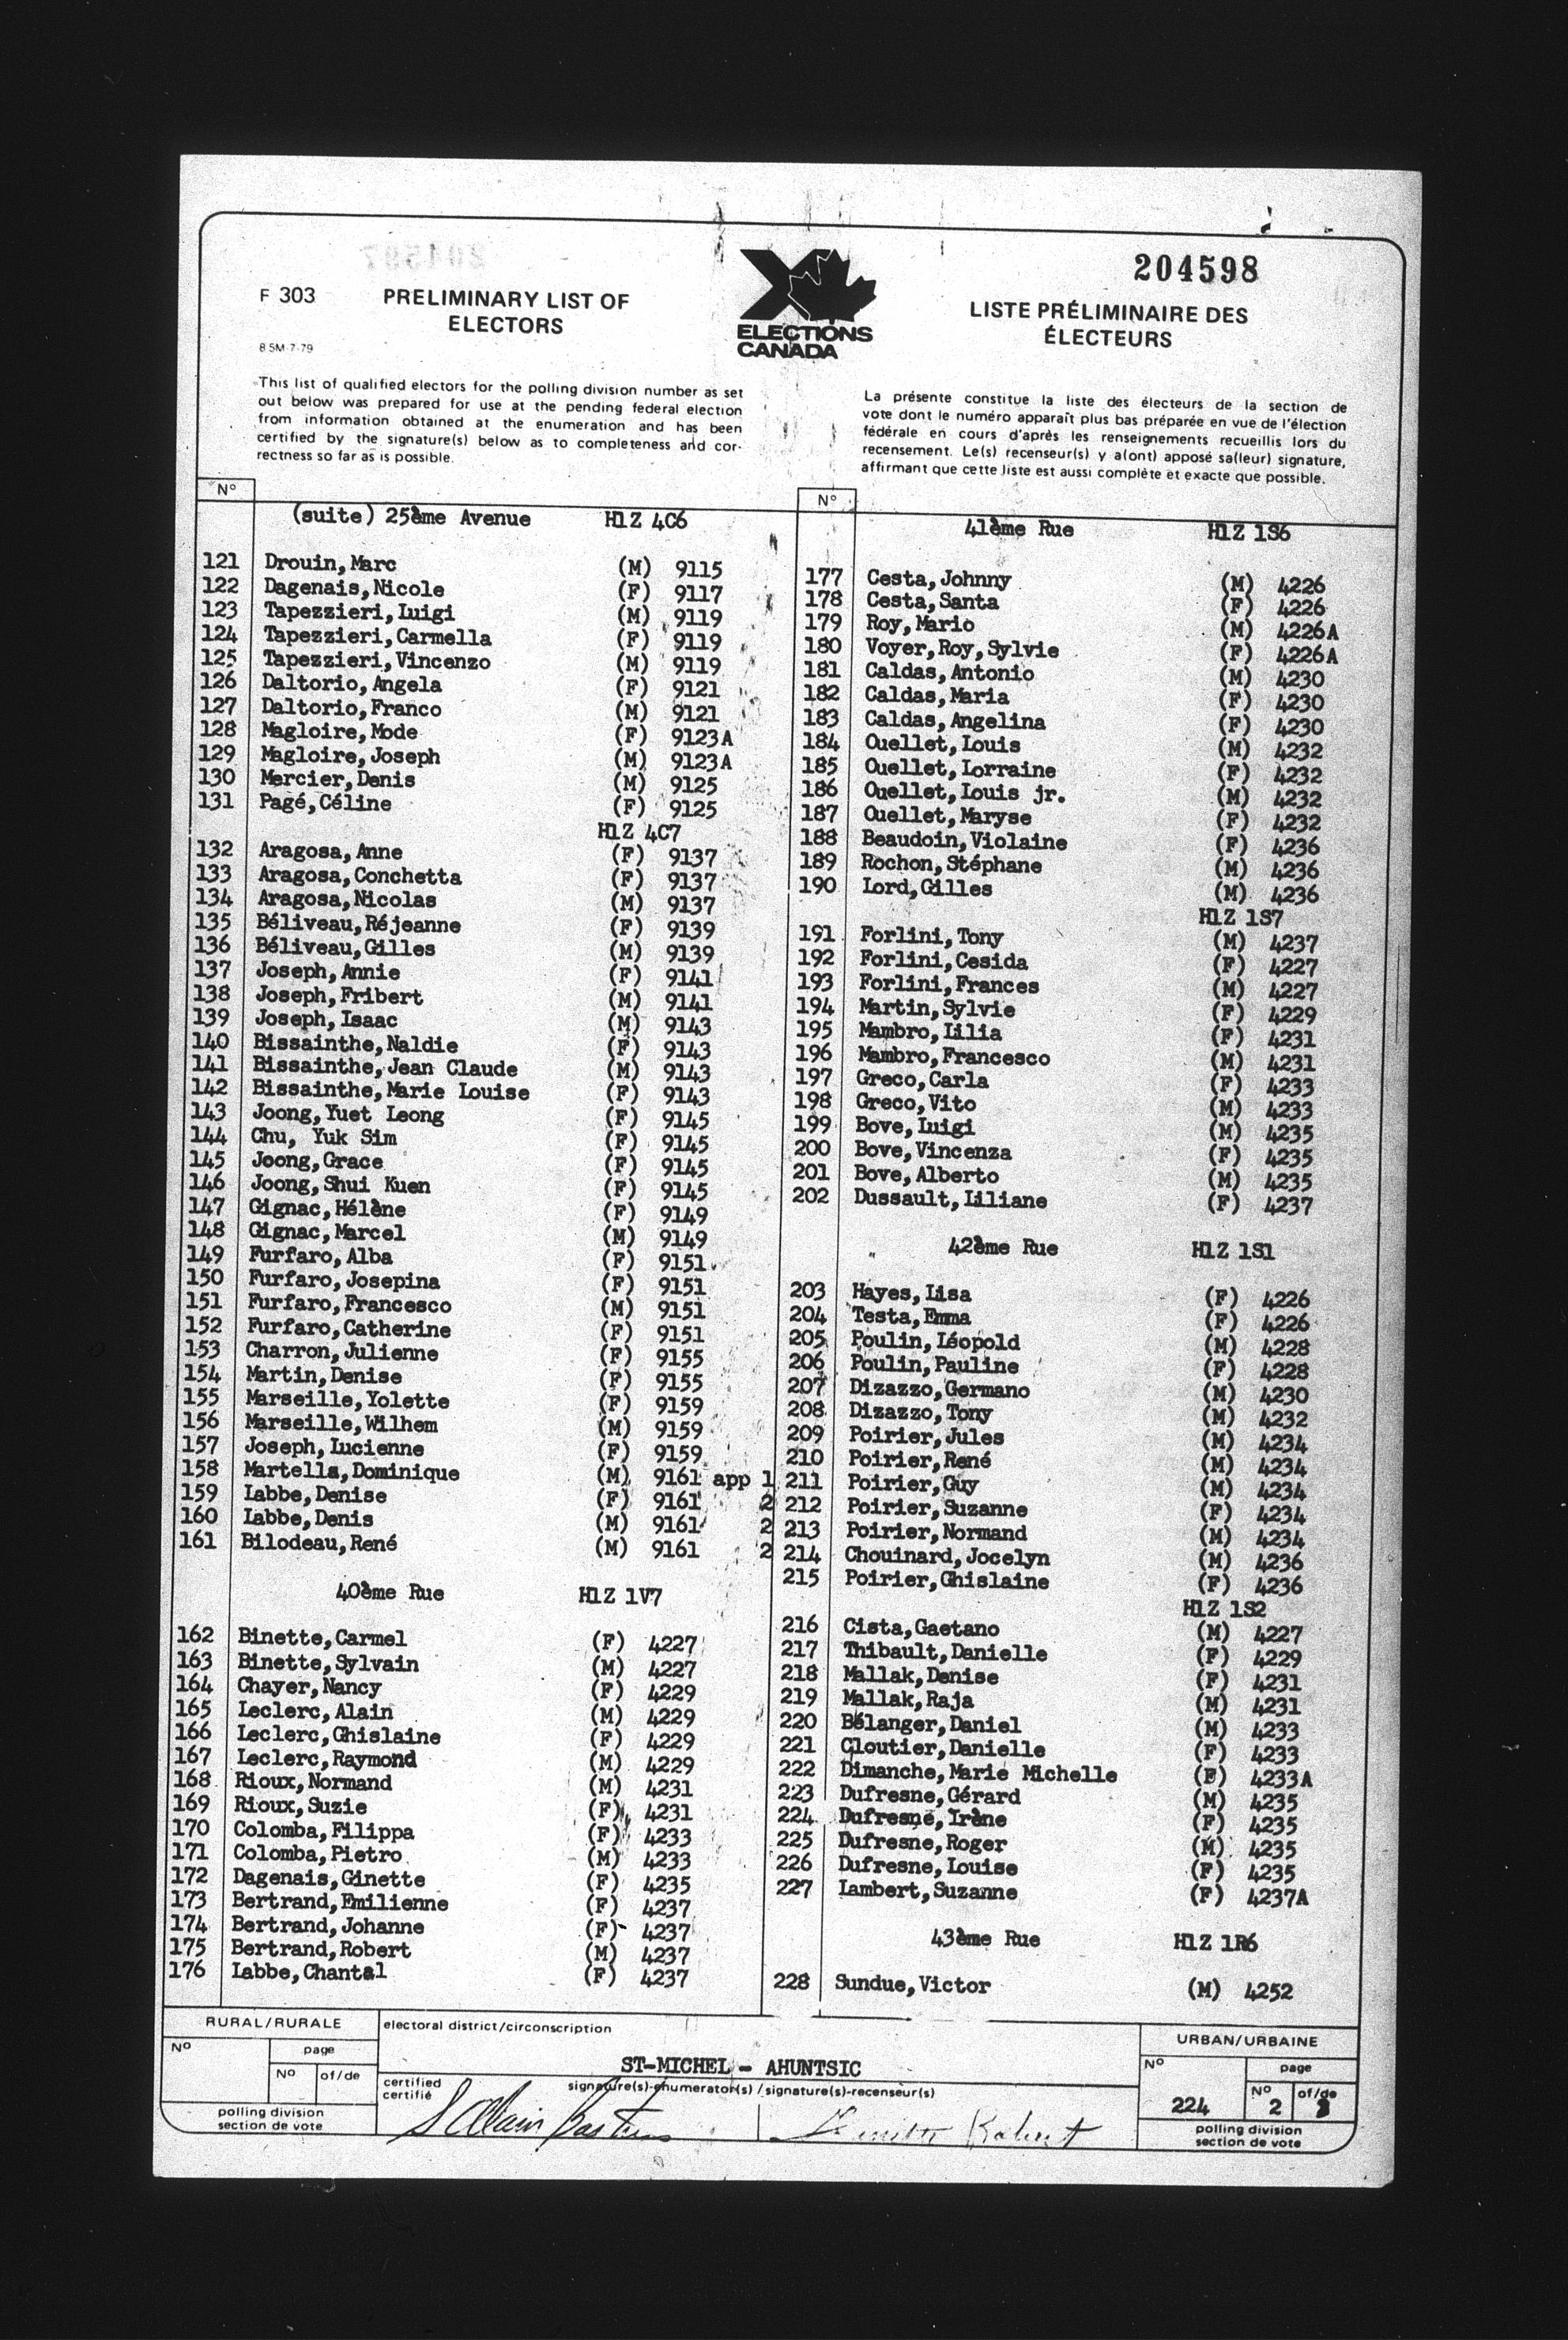 204598
F 303
PRELIMINARY LIST OF
ELECTORS
8 5M-7-79
ELECTIONS
CANADA
LISTE PRÉLIMINAIRE DES
ÉLECTEURS
This list of qualified electors for the polling division number as set
out below was prepared for use at the pending federal election
from information obtained at the enumeration and has been
certified by the signature(s) below as to completeness and cor-
rectness so far as is possible.
La présente constitue la liste des électeurs de la section de
vote dont le numéro apparaît plus bas préparée en vue de l'élection
fédérale en cours d'après les renseignements recueillis lors du
recensement. Le(s) recenseur(s) y a(ont) apposé sa(leur) signature,
affirmant que cette liste est aussi complète et exacte que possible.
N°
(suite) 25ème Avenue H1Z 4C6
121 Drouin,Marc (M) 9115
122 Dagenais,Nicole (F) 9117
123 Tapezzieri,Luigi (M) 9119
124 Tapezzieri,Carmella (F) 9119
125 Tapezzieri,Vincenzo (M) 9119
126 Daltorio,Angela (F) 9121
127 Daltorio,Franco (M) 9121
128 Magloire,Mode (F) 9123A
129 Magloire,Joseph (M) 9123A
130 Mercier,Denis (M) 9125
131 Pagé,Céline (F) 9125
H1Z 4C7
132 Aragosa,Anne (F) 9137
133 Aragosa,Conchetta (F) 9137
134 Aragosa,Nicolas (M) 9137
135 Béliveau,Réjeanne (F) 9139
136 Béliveau,Gilles (M) 9139
137 Joseph,Annie (F) 9141
138 Joseph,Fribert (M) 9141
139 Joseph,Isaac (M) 9143
140 Bissainthe,Naldie (F) 9143
141 Bissainthe,Jean Claude (M) 9143
142 Bissainthe,Marie Louise (F) 9143
143 Joong,Yuet Leong (F) 9145
144 Chu, Yuk Sim (F) 9145
145 Joong,Grace (F) 9145
146 Joong,Shui Kuen (F) 9145
147 Gignac,Hélène (F) 9149
148 Gignac,Marcel (M) 9149
149 Furfaro,Alba (F) 9151
150 Furfaro,Josepina (F) 9151
151 Furfaro,Francesco (M) 9151
152 Furfaro,Catherine (F) 9151
153 Charron,Julienne (F) 9155
154 Martin,Denise (F) 9155
155 Marseille,Yolette (F) 9159
156 Marseille,Wilhem (M) 9159
157 Joseph,Lucienne (F) 9159
158 Martella,Dominique (M) 9161 app 1
159 Labbe,Denise (F) 9161 2
160 Labbe,Denis (M) 9161 2
161 Bilodeau,René (M) 9161 2
40ème Rue H1Z 1V7
162 Binette,Carmel (F) 4227
163 Binette,Sylvain (M) 4227
164 Chayer,Nancy (F) 4229
165 Leclerc,Alain (M) 4229
166 Leclerc,Ghislaine (F) 4229
167 Leclerc,Raymond (M) 4229
168 Rioux,Normand (M) 4231
169 Rioux,Suzie (F) 4231
170 Colomba,Filippa (F) 4233
171 Colomba,Pietro (M) 4233
172 Dagenais,Ginette (F) 4235
173 Bertrand,Emilienne (F) 4237
174 Bertrand,Johanne (F) 4237
175 Bertrand,Robert (M) 4237
176 Labbe,Chantal (F) 4237
N°
41ème Rue H1Z 1S6
177 Cesta,Johnny (M) 4226
178 Cesta,Santa (F) 4226
179 Roy,Mario (M) 4226A
180 Voyer,Roy,Sylvie (F) 4226A
181 Caldas,Antonio (M) 4230
182 Caldas,Maria (F) 4230
183 Caldas,Angelina (F) 4230
184 Ouellet,Louis (M) 4232
185 Ouellet,Lorraine (F) 4232
186 Ouellet,Louis jr. (M) 4232
187 Ouellet,Maryse (F) 4232
188 Beaudoin,Violaine (F) 4236
189 Rochon,Stéphane (M) 4236
190 Lord,Gilles (M) 4236
H1Z 1S7
191 Forlini,Tony (M) 4237
192 Forlini,Cesida (F) 4227
193 Forlini,Frances (M) 4227
194 Martin,Sylvie (F) 4229
195 Mambro,Lilia (F) 4231
196 Mambro,Francesco (M) 4231
197 Greco,Carla (F) 4233
198 Greco,Vito (M) 4233
199 Bove,Luigi (M) 4235
200 Bove,Vincenza (F) 4235
201 Bove,Alberto (M) 4235
202 Dussault,Liliane (F) 4237
42ème Rue H1Z 1S1
203 Hayes,Lisa (F) 4226
204 Testa,Emma (F) 4226
205 Poulin,Léopold (M) 4228
206 Poulin,Pauline (F) 4228
207 Dizazzo,Germano (M) 4230
208 Dizazzo,Tony (M) 4232
209 Poirier,Jules (M) 4234
210 Poirier,René (M) 4234
211 Poirier,Guy (M) 4234
212 Poirier,Suzanne (F) 4234
213 Poirier,Normand (M) 4234
214 Chouinard,Jocelyn (M) 4236
215 Poirier,Ghislaine (F) 4236
H1Z 1S2
216 Cista,Gaetano (M) 4227
217 Thibault,Danielle (F) 4229
218 Mallak,Denise (F) 4231
219 Mallak,Raja (M) 4231
220 Bélanger,Daniel (M) 4233
221 Cloutier,Danielle (F) 4233
222 Dimanche,Marie Michelle (F) 4233A
223 Dufresne,Gérard (M) 4235
224 Dufresne,Irène (F) 4235
225 Dufresne,Roger (M) 4235
226 Dufresne,Louise (F) 4235
227 Lambert,Suzanne (F) 4237A
43ème Rue H1Z 1R6
228 Sundue,Victor (M) 4252
RURAL/RURALE
N°
page
N° of/de
polling division
section de vote
electoral district/circonscription
ST-MICHEL - AHUNTSIC
certified
certifié
signature(s)-enumerator(s)/signature(s)-recenseur(s)
URBAN/URBAINE
N°
224
page
N° of/de
2
polling division
section de vote